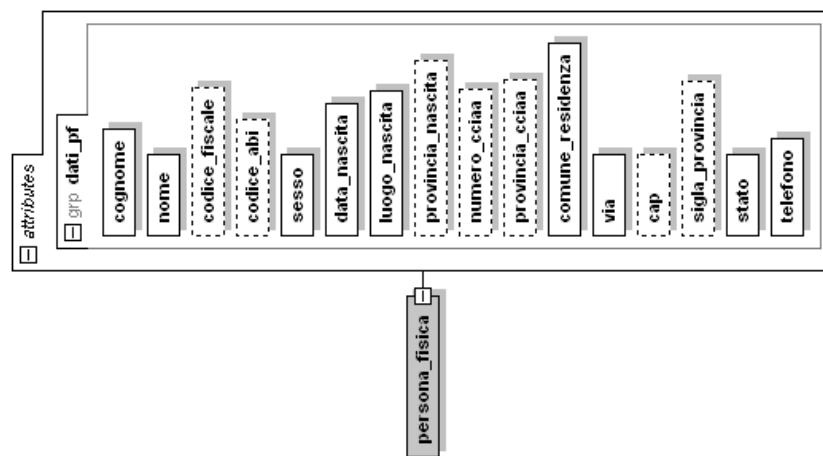 attributes
grp dati_pf
cognome
nome
codice_fiscale
codice_abi
sesso
data_nascita
luogo_nascita
provincia_nascita
numero_cciaa
provincia_cciaa
comune_residenza
via
cap
sigla_provincia
stato
telefono
persona_fisica